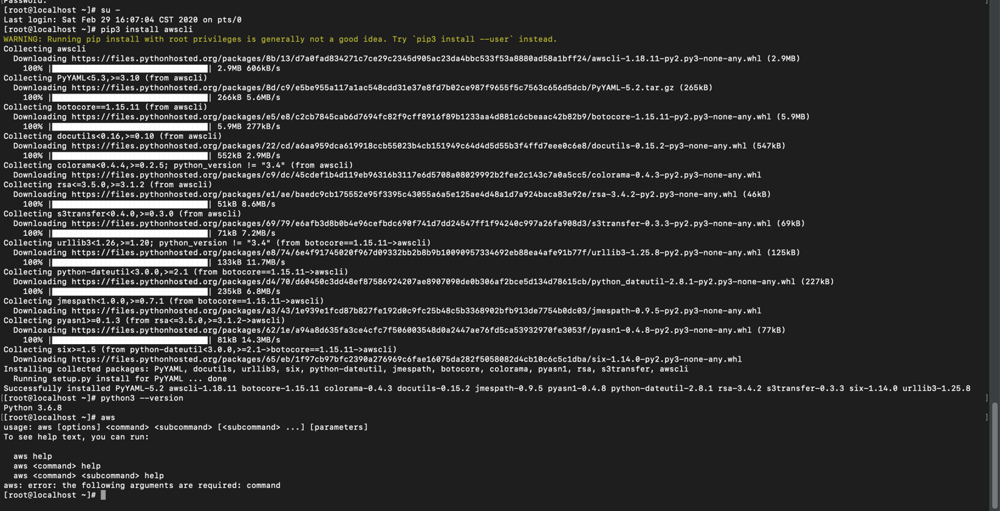 Password:
[root@localhost ~]# su -
Last login: Sat Feb 29 16:07:04 CST 2020 on pts/0
[root@localhost ~]# pip3 install awscli
WARNING: Running pip install with root privileges is generally not a good idea. Try `pip3 install --user` instead.
Collecting awscli
  Downloading https://files.pythonhosted.org/packages/8b/13/d7a0fad834271c7ce29c2345d905ac23da4bbc533f53a8880ad58a1bff24/awscli-1.18.11-py2.py3-none-any.whl (2.9MB)
    100% |████████████████████████████████| 2.9MB 606kB/s
Collecting PyYAML<5.3,>=3.10 (from awscli)
  Downloading https://files.pythonhosted.org/packages/8d/c9/e5be955a117a1ac548cdd31e37e8fd7b02ce987f9655f5c7563c656d5dcb/PyYAML-5.2.tar.gz (265kB)
    100% |████████████████████████████████| 266kB 5.6MB/s
Collecting botocore==1.15.11 (from awscli)
  Downloading https://files.pythonhosted.org/packages/e5/e8/c2cb7845cab6d7694fc82f9cff8916f89b1233aa4d881c6cbeaac42b82b9/botocore-1.15.11-py2.py3-none-any.whl (5.9MB)
    100% |████████████████████████████████| 5.9MB 277kB/s
Collecting docutils<0.16,>=0.10 (from awscli)
  Downloading https://files.pythonhosted.org/packages/22/cd/a6aa959dca619918ccb55023b4cb151949c64d4d5d55b3f4ffd7eee0c6e8/docutils-0.15.2-py3-none-any.whl (547kB)
    100% |████████████████████████████████| 552kB 2.9MB/s
Collecting colorama<0.4.4,>=0.2.5; python_version != "3.4" (from awscli)
  Downloading https://files.pythonhosted.org/packages/c9/dc/45cdef1b4d119eb96316b3117e6d5708a08029992b2fee2c143c7a0a5cc5/colorama-0.4.3-py2.py3-none-any.whl
Collecting rsa<=3.5.0,>=3.1.2 (from awscli)
  Downloading https://files.pythonhosted.org/packages/e1/ae/baedc9cb175552e95f3395c43055a6a5e125ae4d48a1d7a924baca83e92e/rsa-3.4.2-py2.py3-none-any.whl (46kB)
    100% |████████████████████████████████| 51kB 8.6MB/s
Collecting s3transfer<0.4.0,>=0.3.0 (from awscli)
  Downloading https://files.pythonhosted.org/packages/69/79/e6afb3d8b0b4e96cefbdc690f741d7dd24547ff1f94240c997a26fa908d3/s3transfer-0.3.3-py2.py3-none-any.whl (69kB)
    100% |████████████████████████████████| 71kB 7.2MB/s
Collecting urllib3<1.26,>=1.20; python_version != "3.4" (from botocore==1.15.11->awscli)
  Downloading https://files.pythonhosted.org/packages/e8/74/6e4f91745020f967d09332bb2b8b9b10090957334692eb88ea4afe91b77f/urllib3-1.25.8-py2.py3-none-any.whl (125kB)
    100% |████████████████████████████████| 133kB 11.7MB/s
Collecting python-dateutil<3.0.0,>=2.1 (from botocore==1.15.11->awscli)
  Downloading https://files.pythonhosted.org/packages/d4/70/d60450c3dd48ef87586924207ae8907090de0b306af2bce5d134d78615cb/python_dateutil-2.8.1-py2.py3-none-any.whl (227kB)
    100% |████████████████████████████████| 235kB 6.8MB/s
Collecting jmespath<1.0.0,>=0.7.1 (from botocore==1.15.11->awscli)
  Downloading https://files.pythonhosted.org/packages/a3/43/1e939e1fcd87b827fe192d0c9fc25b48c5b3368902bfb913de7754b0dc03/jmespath-0.9.5-py2.py3-none-any.whl
Collecting pyasn1>=0.1.3 (from rsa<=3.5.0,>=3.1.2->awscli)
  Downloading https://files.pythonhosted.org/packages/62/1e/a94a8d635fa3ce4cfc7f506003548d0a2447ae76fd5ca53932970fe3053f/pyasn1-0.4.8-py2.py3-none-any.whl (77kB)
    100% |████████████████████████████████| 81kB 14.3MB/s
Collecting six>=1.5 (from python-dateutil<3.0.0,>=2.1->botocore==1.15.11->awscli)
  Downloading https://files.pythonhosted.org/packages/65/eb/1f97cb97bfc2390a276969c6fae16075da282f5058082d4cb10c6c5c1dba/six-1.14.0-py2.py3-none-any.whl
Installing collected packages: PyYAML, docutils, urllib3, six, python-dateutil, jmespath, botocore, colorama, pyasn1, rsa, s3transfer, awscli
  Running setup.py install for PyYAML ... done
Successfully installed PyYAML-5.2 awscli-1.18.11 botocore-1.15.11 colorama-0.4.3 docutils-0.15.2 jmespath-0.9.5 pyasn1-0.4.8 python-dateutil-2.8.1 rsa-3.4.2 s3transfer-0.3.3 six-1.14.0 urllib3-1.25.8
[[root@localhost ~]# python3 --version ]
Python 3.6.8
[[root@localhost ~]# aws ]
usage: aws [options] <command> <subcommand> [<subcommand> ...] [parameters]
To see help text, you can run:

  aws help
  aws <command> help
  aws <command> <subcommand> help
aws: error: the following arguments are required: command
[root@localhost ~]#